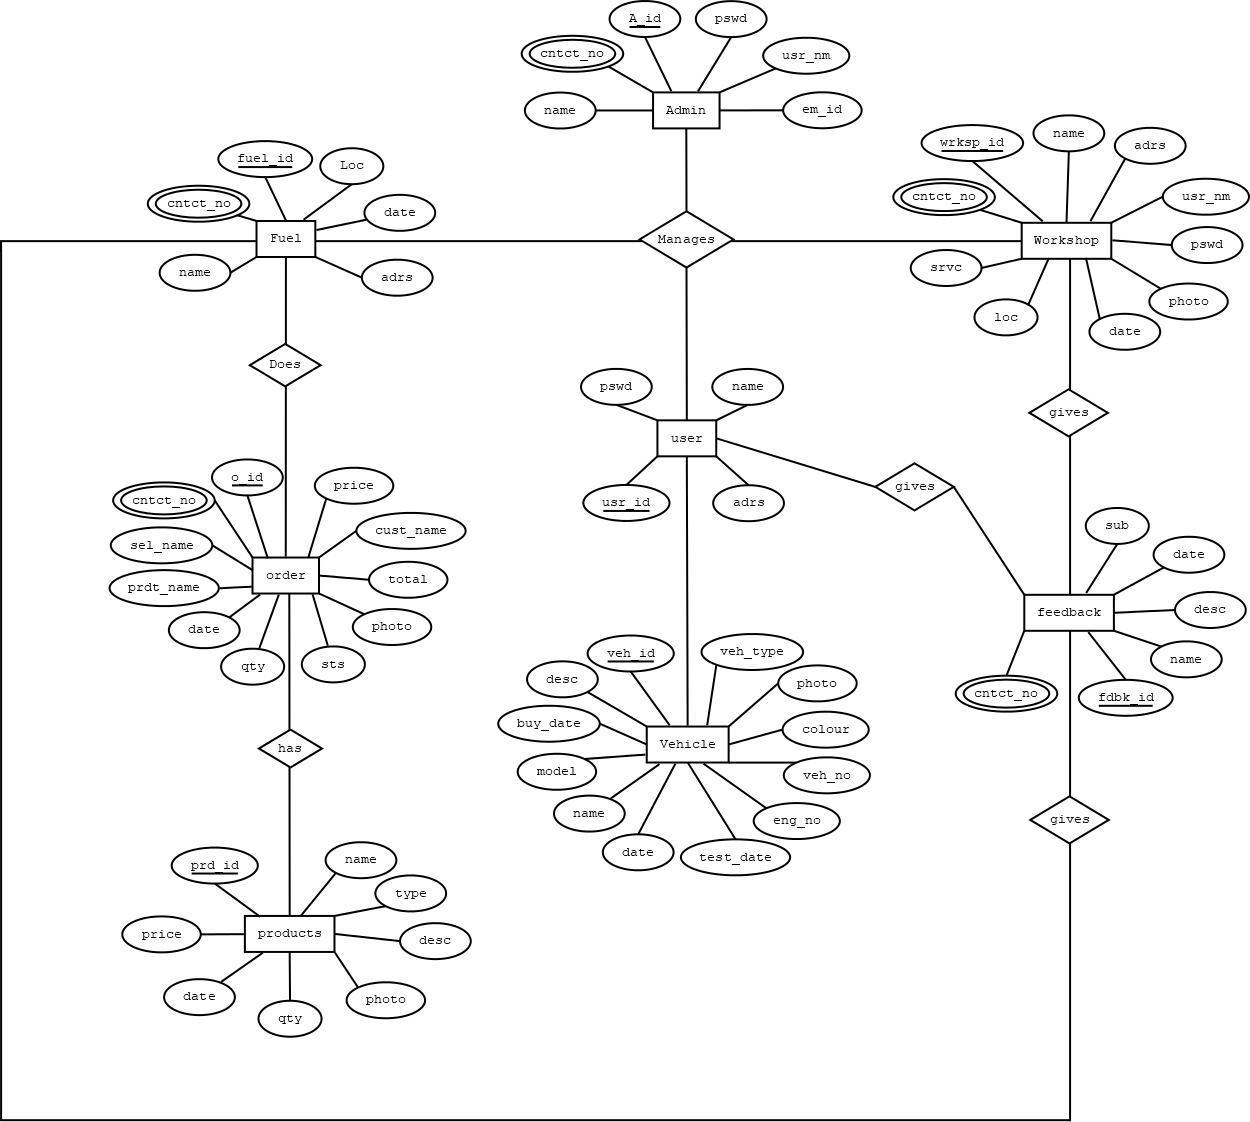 A_id
pswd
cntct_no
usr_nm
name
Admin
em_id
fuel_id
Loc
cntct_no
date
Fuel
name
adrs
Manages
wrksp_id
name
adrs
cntct_no
usr_nm
Workshop
pswd
srvc
photo
loc
date
Does
gives
pswd
name
user
usr_id
adrs
gives
o_id
price
cntct_no
cust_name
sel_name
order
total
prdt_name
date
photo
qty
sts
sub
date
feedback
desc
name
cntct_no
fdbk_id
veh_id
veh_type
desc
photo
buy_date
colour
Vehicle
model
veh_no
name
eng_no
date
test_date
has
gives
prd_id
name
type
price
products
desc
date
photo
qty